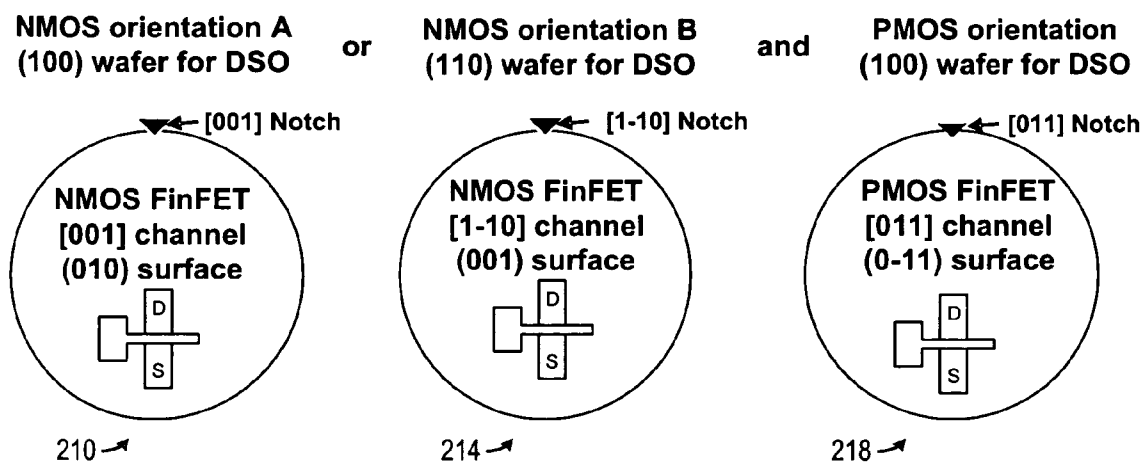 NMOS orientation A
(100) wafer for DSO
or
NMOS orientation B
(110) wafer for DSO
and
PMOS orientation
(100) wafer for DSO
[001] Notch
[1-10] Notch
[011] Notch
NMOS FinFET
[001] channel
(010) surface
D
S
NMOS FinFET
[1-10] channel
(001) surface
D
S
PMOS FinFET
[011] channel
(0-11) surface
D
S
210
214
218